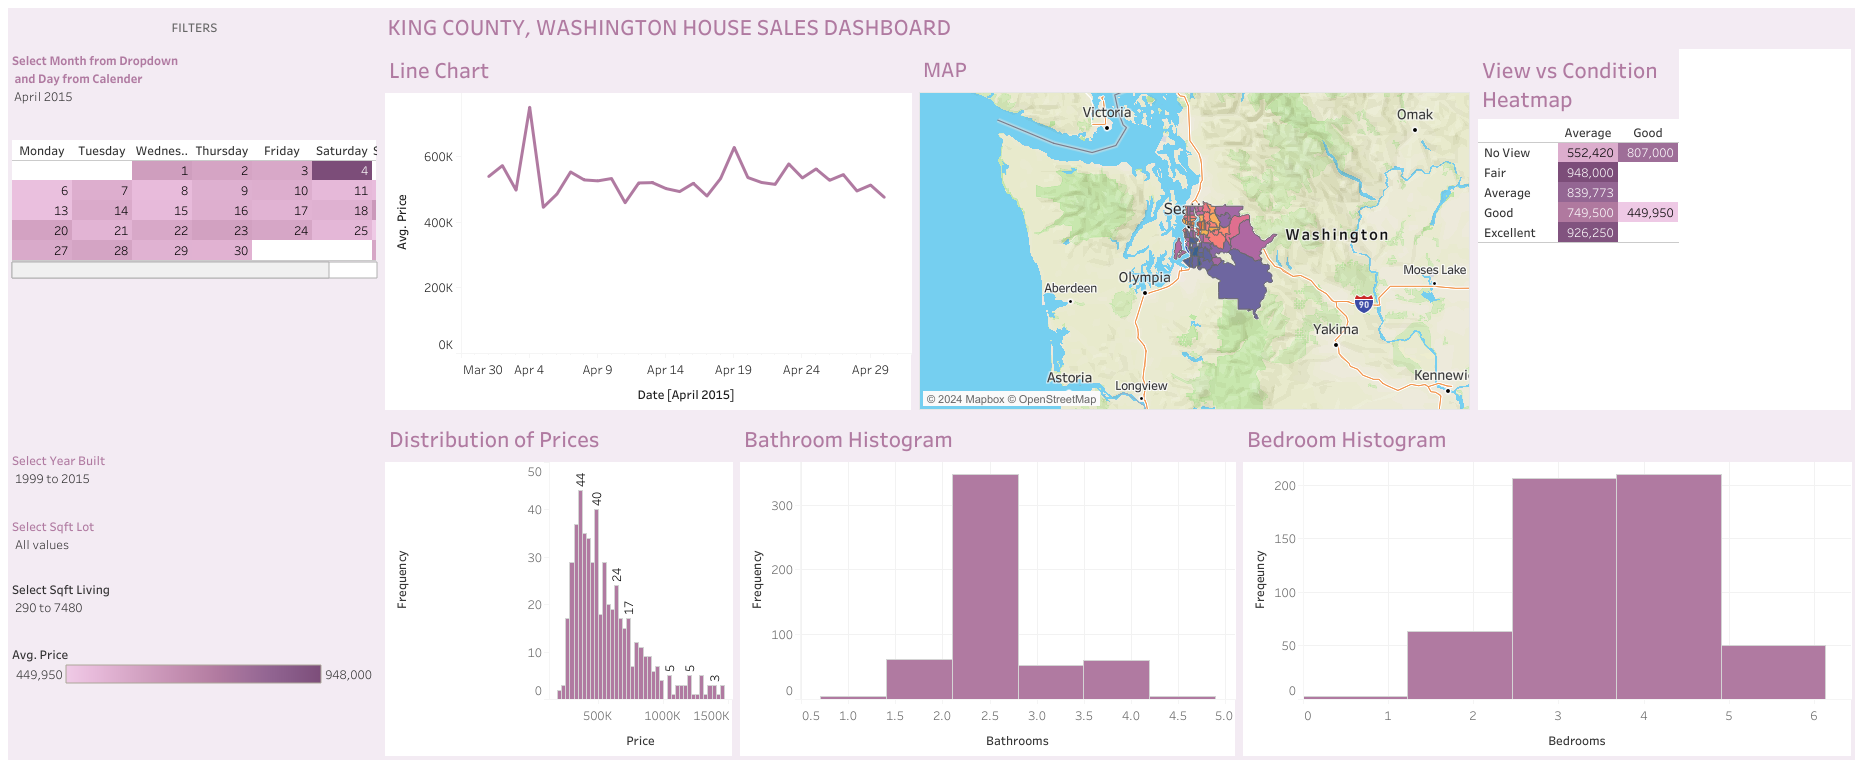 FILTERS
KING COUNTY, WASHINGTON HOUSE SALES DASHBOARD
Select Month from Dropdown
and Day from Calender
April 2015
Monday Tuesday Wednes.. Thursday Friday Saturday S
1 2 3 4
6 7 8 9 10 11
13 14 15 16 17 18
20 21 22 23 24 25
27 28 29 30
Select Year Built
1999 to 2015
Select Sqft Lot
All values
Select Sqft Living
290 to 7480
Avg. Price
449,950 948,000
Line Chart
600K
400K
200K
0K
Avg. Price
Mar 30 Apr 4 Apr 9 Apr 14 Apr 19 Apr 24 Apr 29
Date [April 2015]
MAP
Victoria
Omak
Sea
Washington
Olympia
Moses Lake
Aberdeen
90
Yakima
Astoria
Longview
Kennewi
© 2024 Mapbox © OpenStreetMap
View vs Condition
Heatmap
Average Good
No View 552,420 807,000
Fair 948,000
Average 839,773
Good 749,500 449,950
Excellent 926,250
Distribution of Prices
50
40
30
20
10
0
Frequency
44
40
24
17
5
5
3
500K 1000K 1500K
Price
Bathroom Histogram
300
200
100
0
Frequency
0.5 1.0 1.5 2.0 2.5 3.0 3.5 4.0 4.5 5.0
Bathrooms
Bedroom Histogram
200
150
100
50
0
Freqeuncy
0 1 2 3 4 5 6
Bedrooms